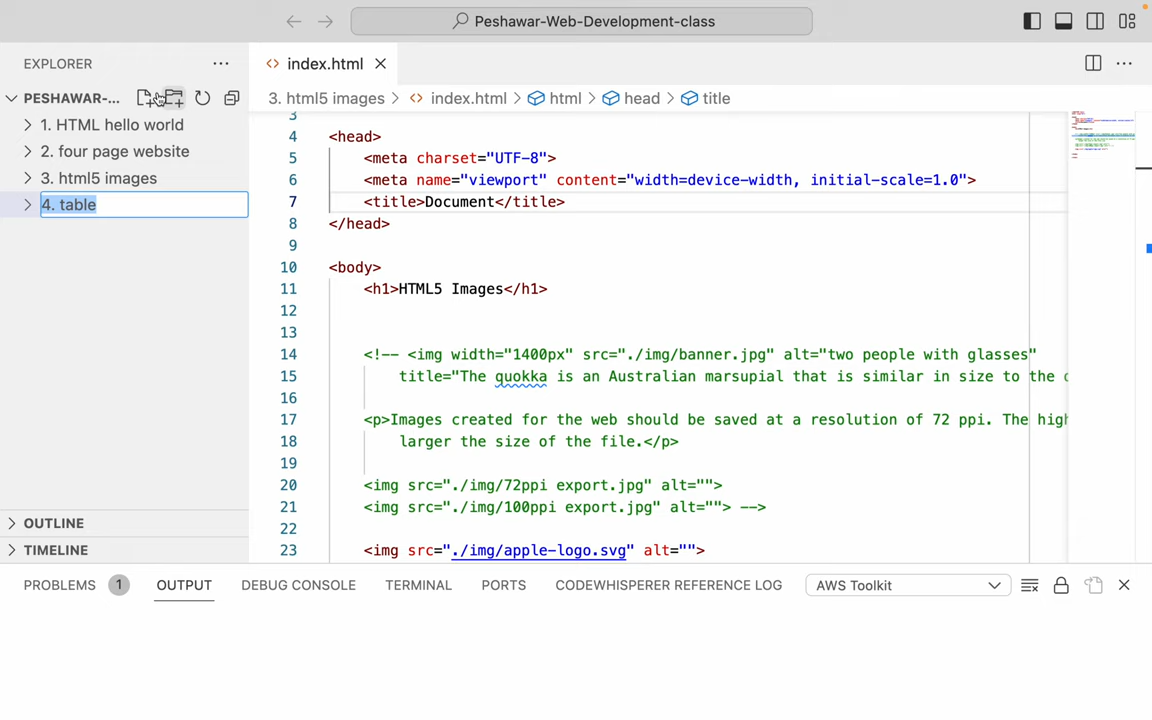 Peshawar-Web-Development-class
EXPLORER
index.html
PESHAWAR-...
3. html5 images > index.html > html > head > title
1. HTML hello world
2. four page website
3. html5 images
4. table
3
4 <head>
5 <meta charset="UTF-8">
6 <meta name="viewport" content="width=device-width, initial-scale=1.0">
7 <title>Document</title>
8 </head>
9
10 <body>
11 <h1>HTML5 Images</h1>
12
13
14 <!-- <img width="1400px" src="./img/banner.jpg" alt="two people with glasses"
15 title="The quokka is an Australian marsupial that is similar in size to the
16
17 <p>Images created for the web should be saved at a resolution of 72 ppi. The
18 larger the size of the file.</p>
19
20 <img src="./img/72ppi export.jpg" alt="">
21 <img src="./img/100ppi export.jpg" alt=""> -->
22
23 <img src="./img/apple-logo.svg" alt="">
OUTLINE
TIMELINE
PROBLEMS 1 OUTPUT DEBUG CONSOLE TERMINAL PORTS CODEWHISPERER REFERENCE LOG AWS Toolkit